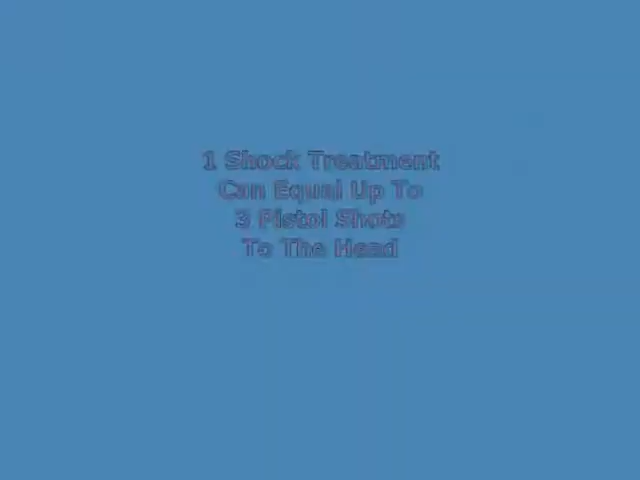 1 Shock Treatment
Can Equal Up To
3 Pistol Shots
To The Head